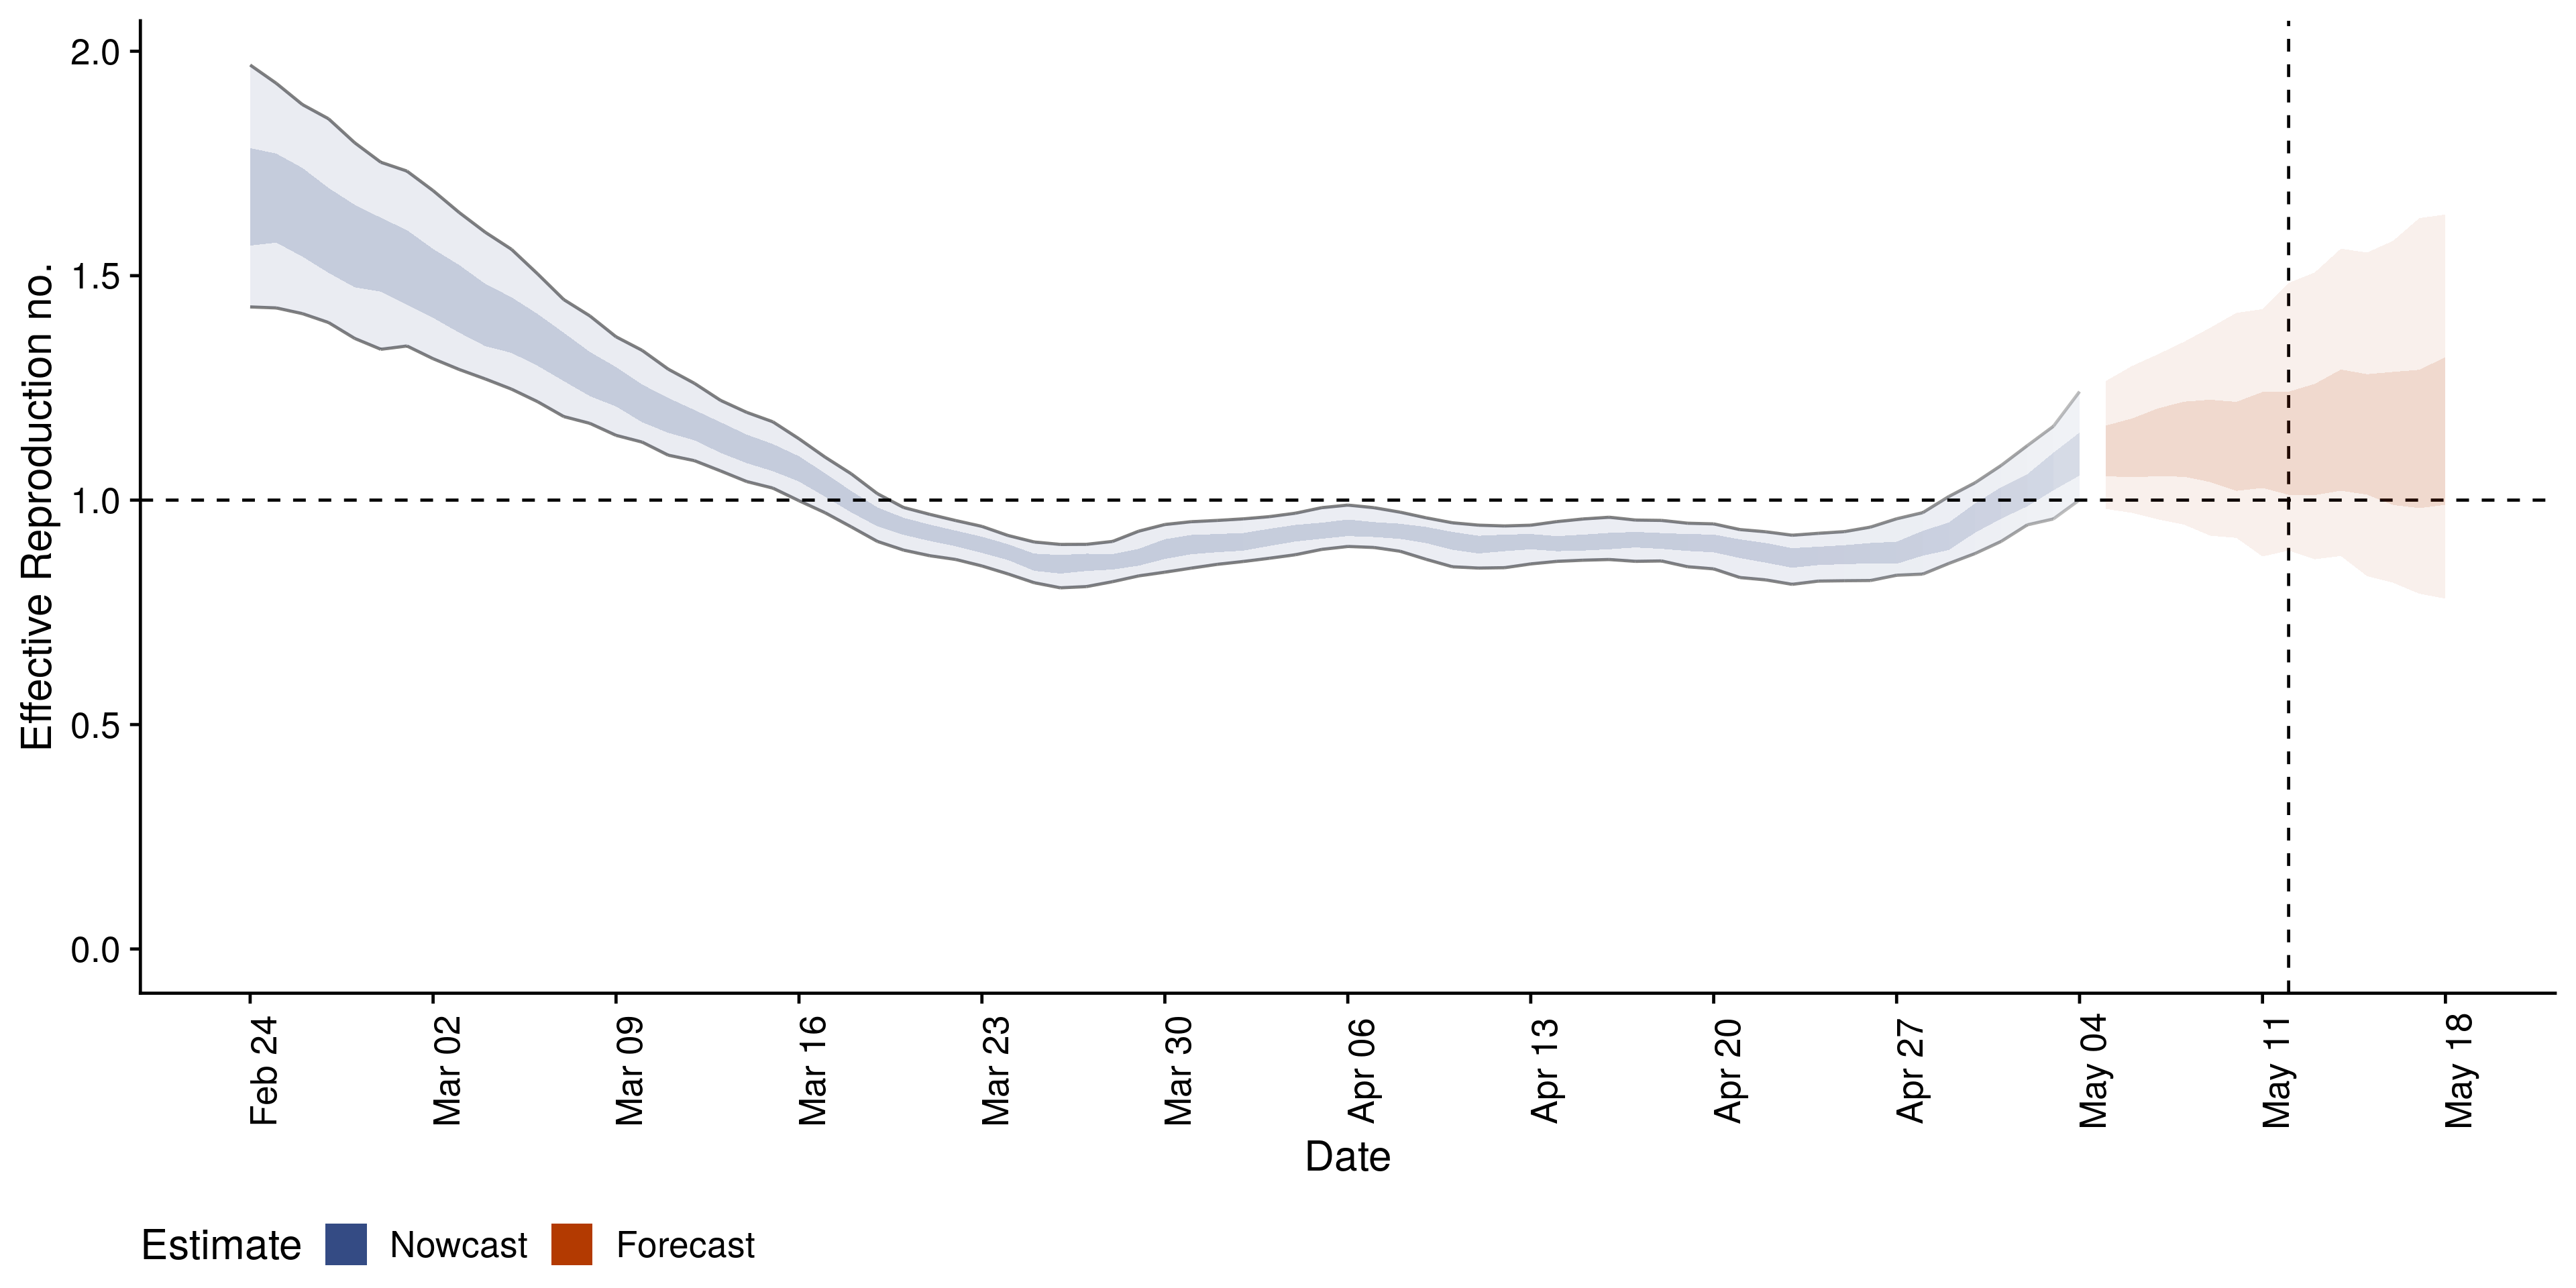 Effective Reproduction no.
2.0
1.5
1.0
0.5
0.0
Feb 24
Mar 02
Mar 09
Mar 16
Mar 23
Mar 30
Apr 06
Apr 13
Apr 20
Apr 27
May 04
May 11
May 18
Date
Estimate Nowcast Forecast